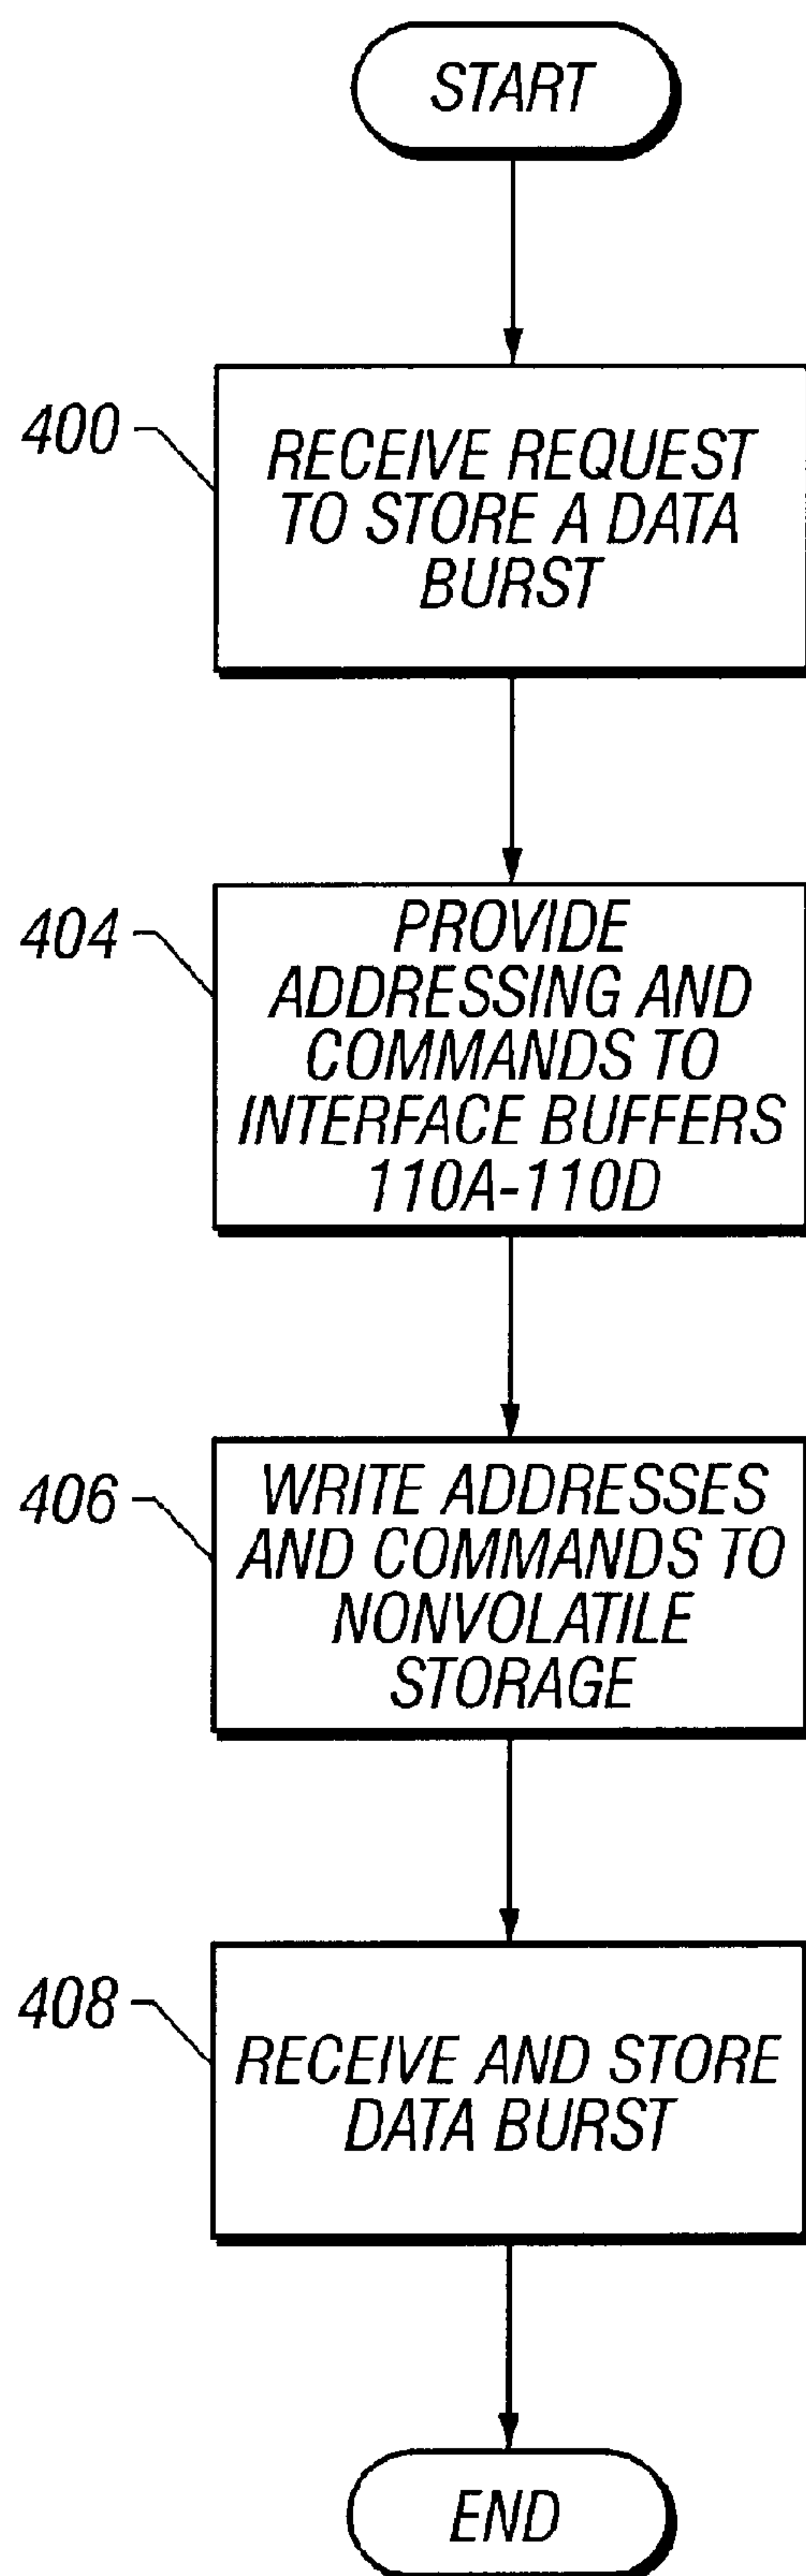 START
400
RECEIVE REQUEST
TO STORE A DATA
BURST
404
PROVIDE
ADDRESSING AND
COMMANDS TO
INTERFACE BUFFERS
110A-110D
406
WRITE ADDRESSES
AND COMMANDS TO
NONVOLATILE
STORAGE
408
RECEIVE AND STORE
DATA BURST
END